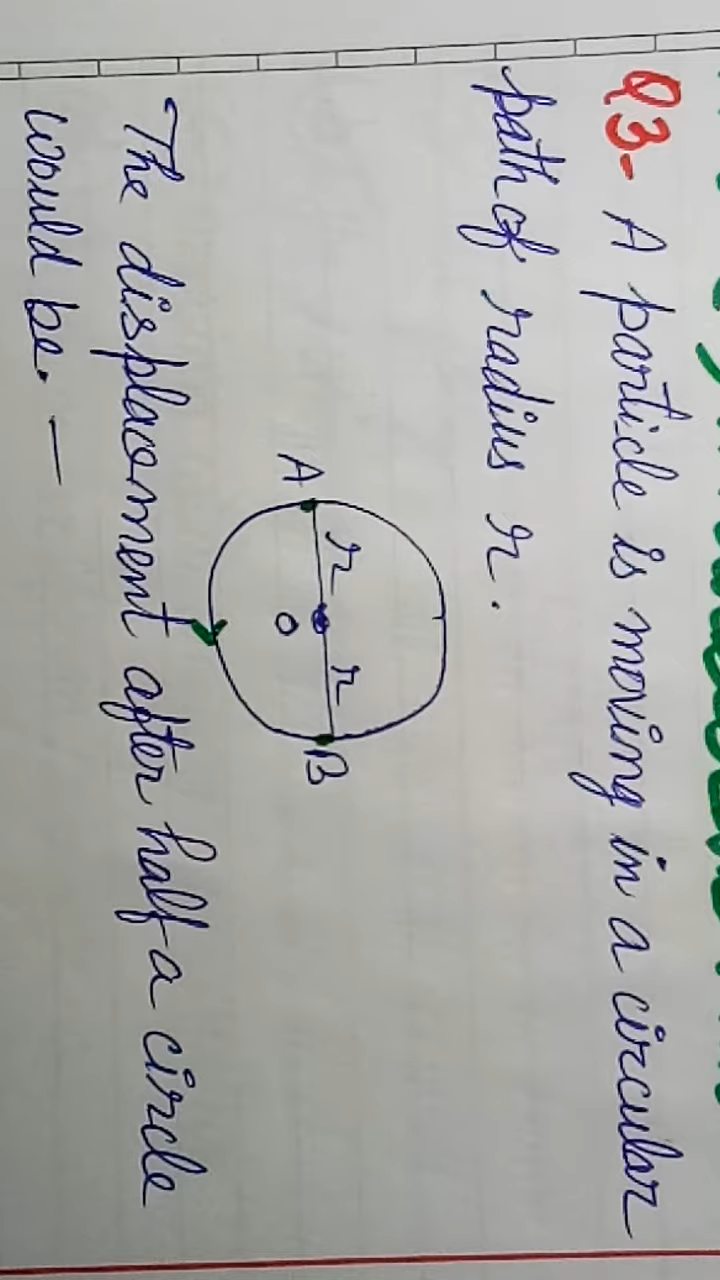 Q3- A particle is moving in a circular
path of radius r.
A r r B
O
The displacement after half a circle
would be. —